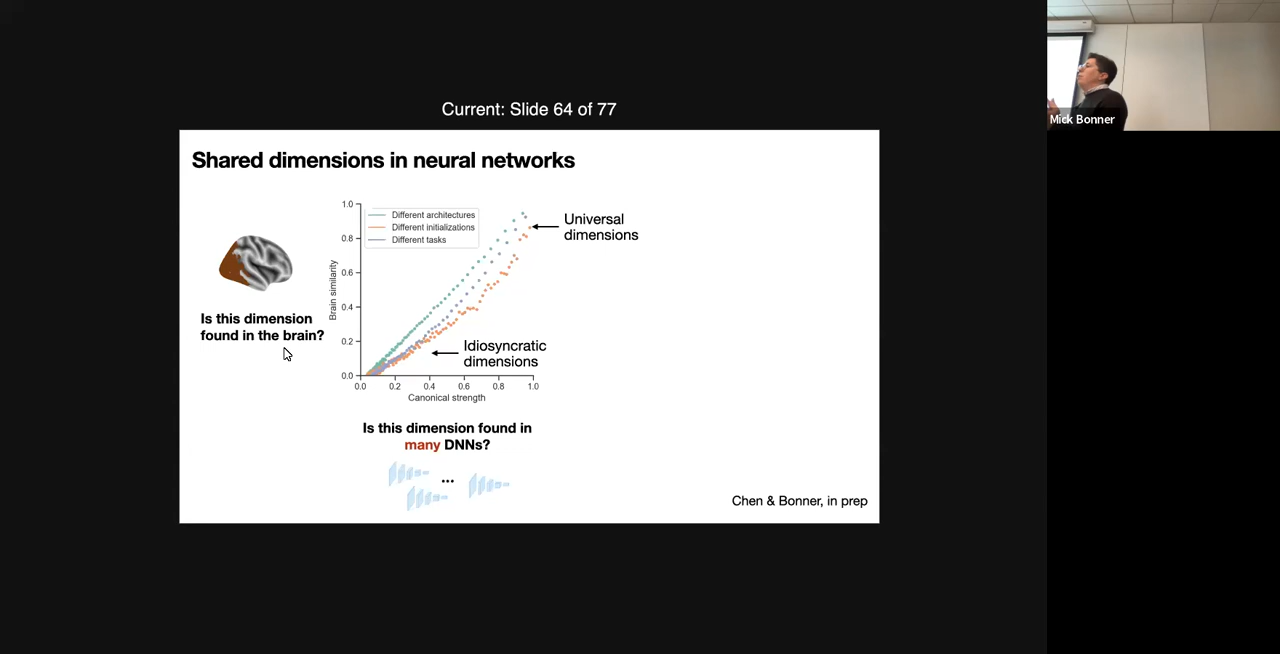 Current: Slide 64 of 77
Mick Bonner
Shared dimensions in neural networks
Is this dimension
found in the brain?
Brain similarity
1.0
0.8
0.6
0.4
0.2
0.0
Different architectures
Different initializations
Different tasks
Universal
dimensions
Idiosyncratic
dimensions
0.0 0.2 0.4 0.6 0.8 1.0
Canonical strength
Is this dimension found in
many DNNs?
...
Chen & Bonner, in prep